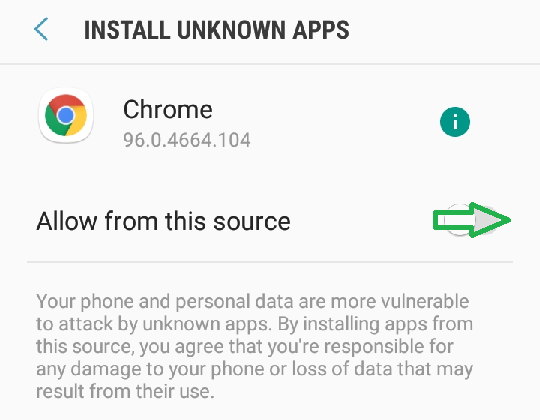 INSTALL UNKNOWN APPS
Chrome
96.0.4664.104
i
Allow from this source
Your phone and personal data are more vulnerable
to attack by unknown apps. By installing apps from
this source, you agree that you're responsible for
any damage to your phone or loss of data that may
result from their use.